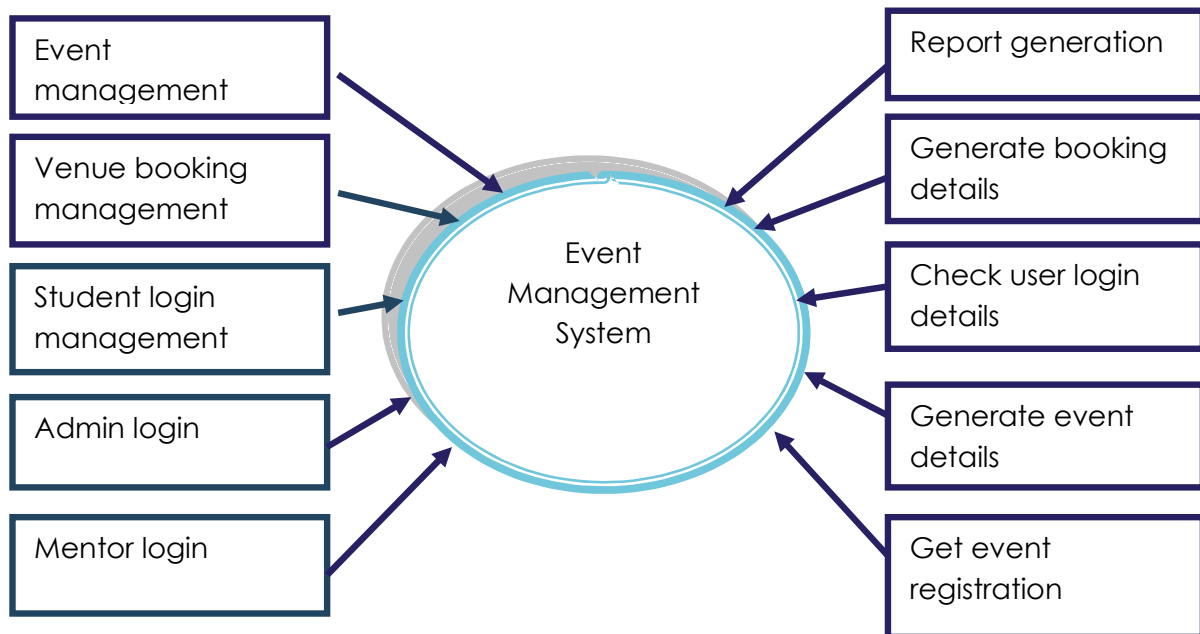 Event
management
Venue booking
management
Student login
management
Admin login
Mentor login
Event
Management
System
Report generation
Generate booking
details
Check user login
details
Generate event
details
Get event
registration